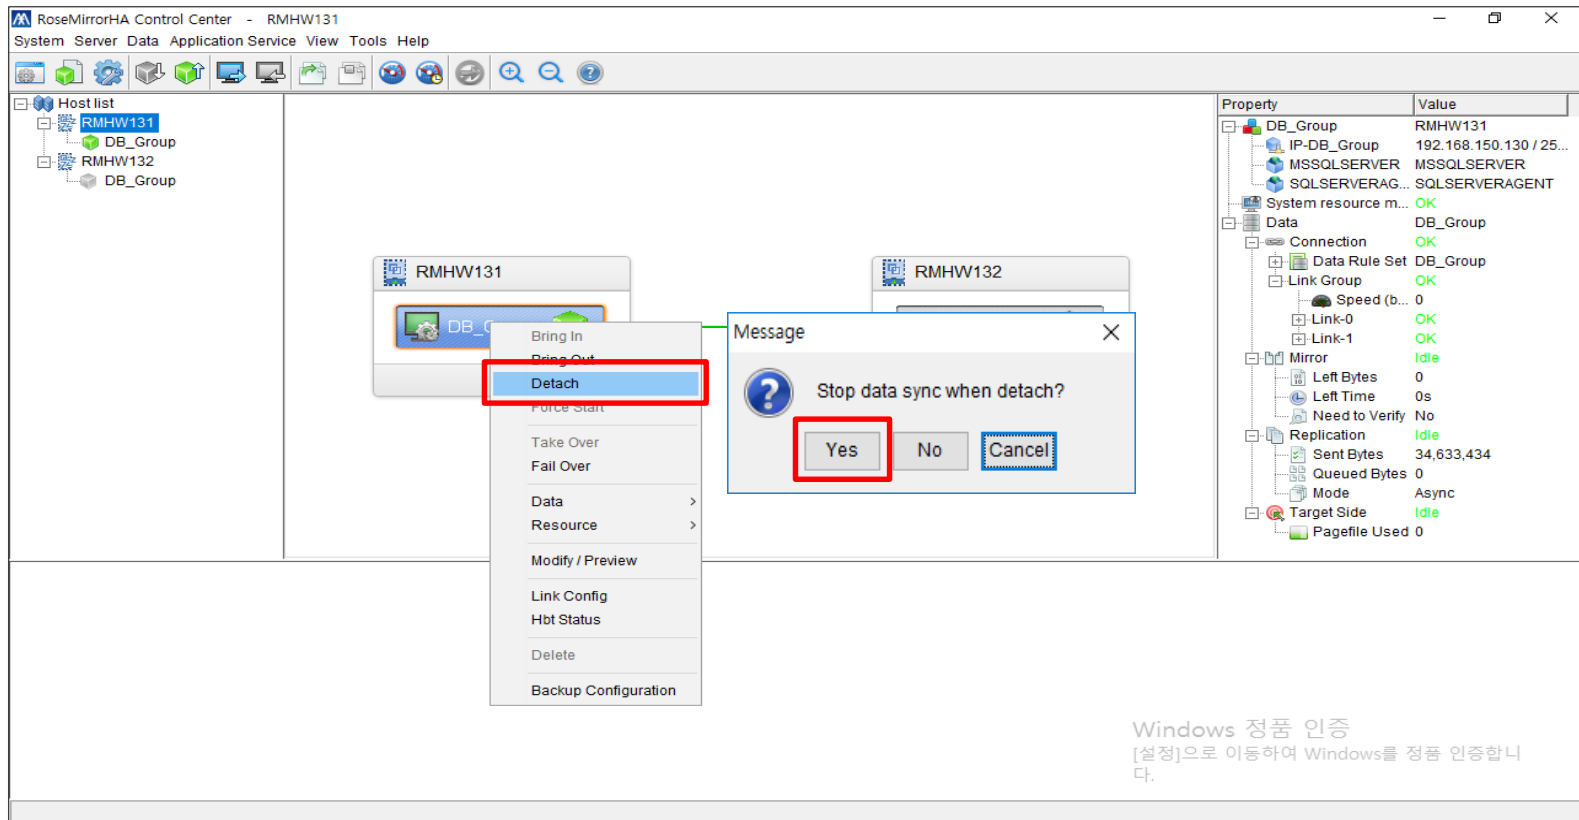 RoseMirrorHA Control Center - RMHW131
System Server Data Application Service View Tools Help
Host list
RMHW131
DB_Group
RMHW132
DB_Group
RMHW131
DB_G
RMHW132
Bring In
Bring Out
Detach
Force Start
Take Over
Fail Over
Data
Resource
Modify / Preview
Link Config
Hbt Status
Delete
Backup Configuration
Message
Stop data sync when detach?
Yes No Cancel
Property Value
DB_Group RMHW131
IP-DB_Group 192.168.150.130 / 25...
MSSQLSERVER MSSQLSERVER
SQLSERVERAG... SQLSERVERAGENT
System resource m... OK
Data DB_Group
Connection OK
Data Rule Set DB_Group
Link Group OK
Speed (b... 0
Link-0 OK
Link-1 OK
Mirror Idle
Left Bytes 0
Left Time 0s
Need to Verify No
Replication Idle
Sent Bytes 34,633,434
Queued Bytes 0
Mode Async
Target Side Idle
Pagefile Used 0
Windows 정품 인증
[설정]으로 이동하여 Windows를 정품 인증합니
다.